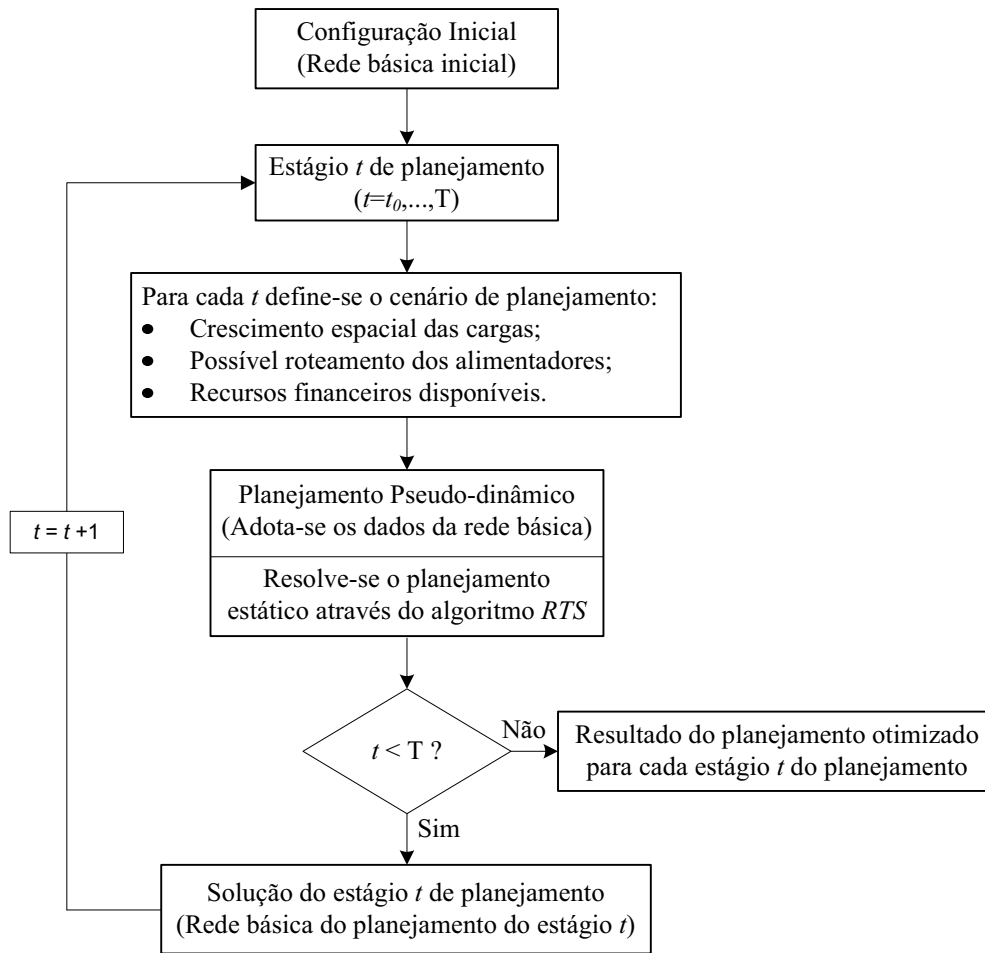 Configuração Inicial
(Rede básica inicial)
Estágio t de planejamento
(t=t0,...,T)
Para cada t define-se o cenário de planejamento:
• Crescimento espacial das cargas;
• Possível roteamento dos alimentadores;
• Recursos financeiros disponíveis.
Planejamento Pseudo-dinâmico
(Adota-se os dados da rede básica)
Resolve-se o planejamento
estático através do algoritmo RTS
t = t +1
t < T ?
Não
Resultado do planejamento otimizado
para cada estágio t do planejamento
Sim
Solução do estágio t de planejamento
(Rede básica do planejamento do estágio t)